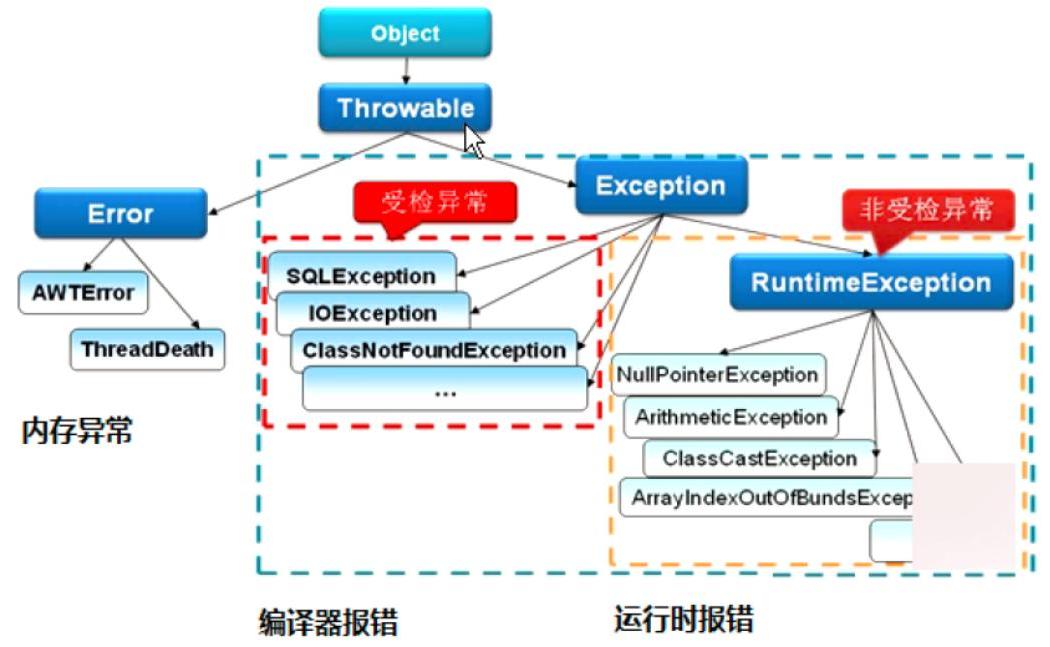 Object
Throwable
Exception
受检异常
非受检异常
Error
SQLException
RuntimeException
AWTError
IOException
ThreadDeath
ClassNotFoundException
...
NullPointerException
ArithmeticException
内存异常
ClassCastException
ArrayIndexOutOfBundsExcep
编译器报错
运行时报错